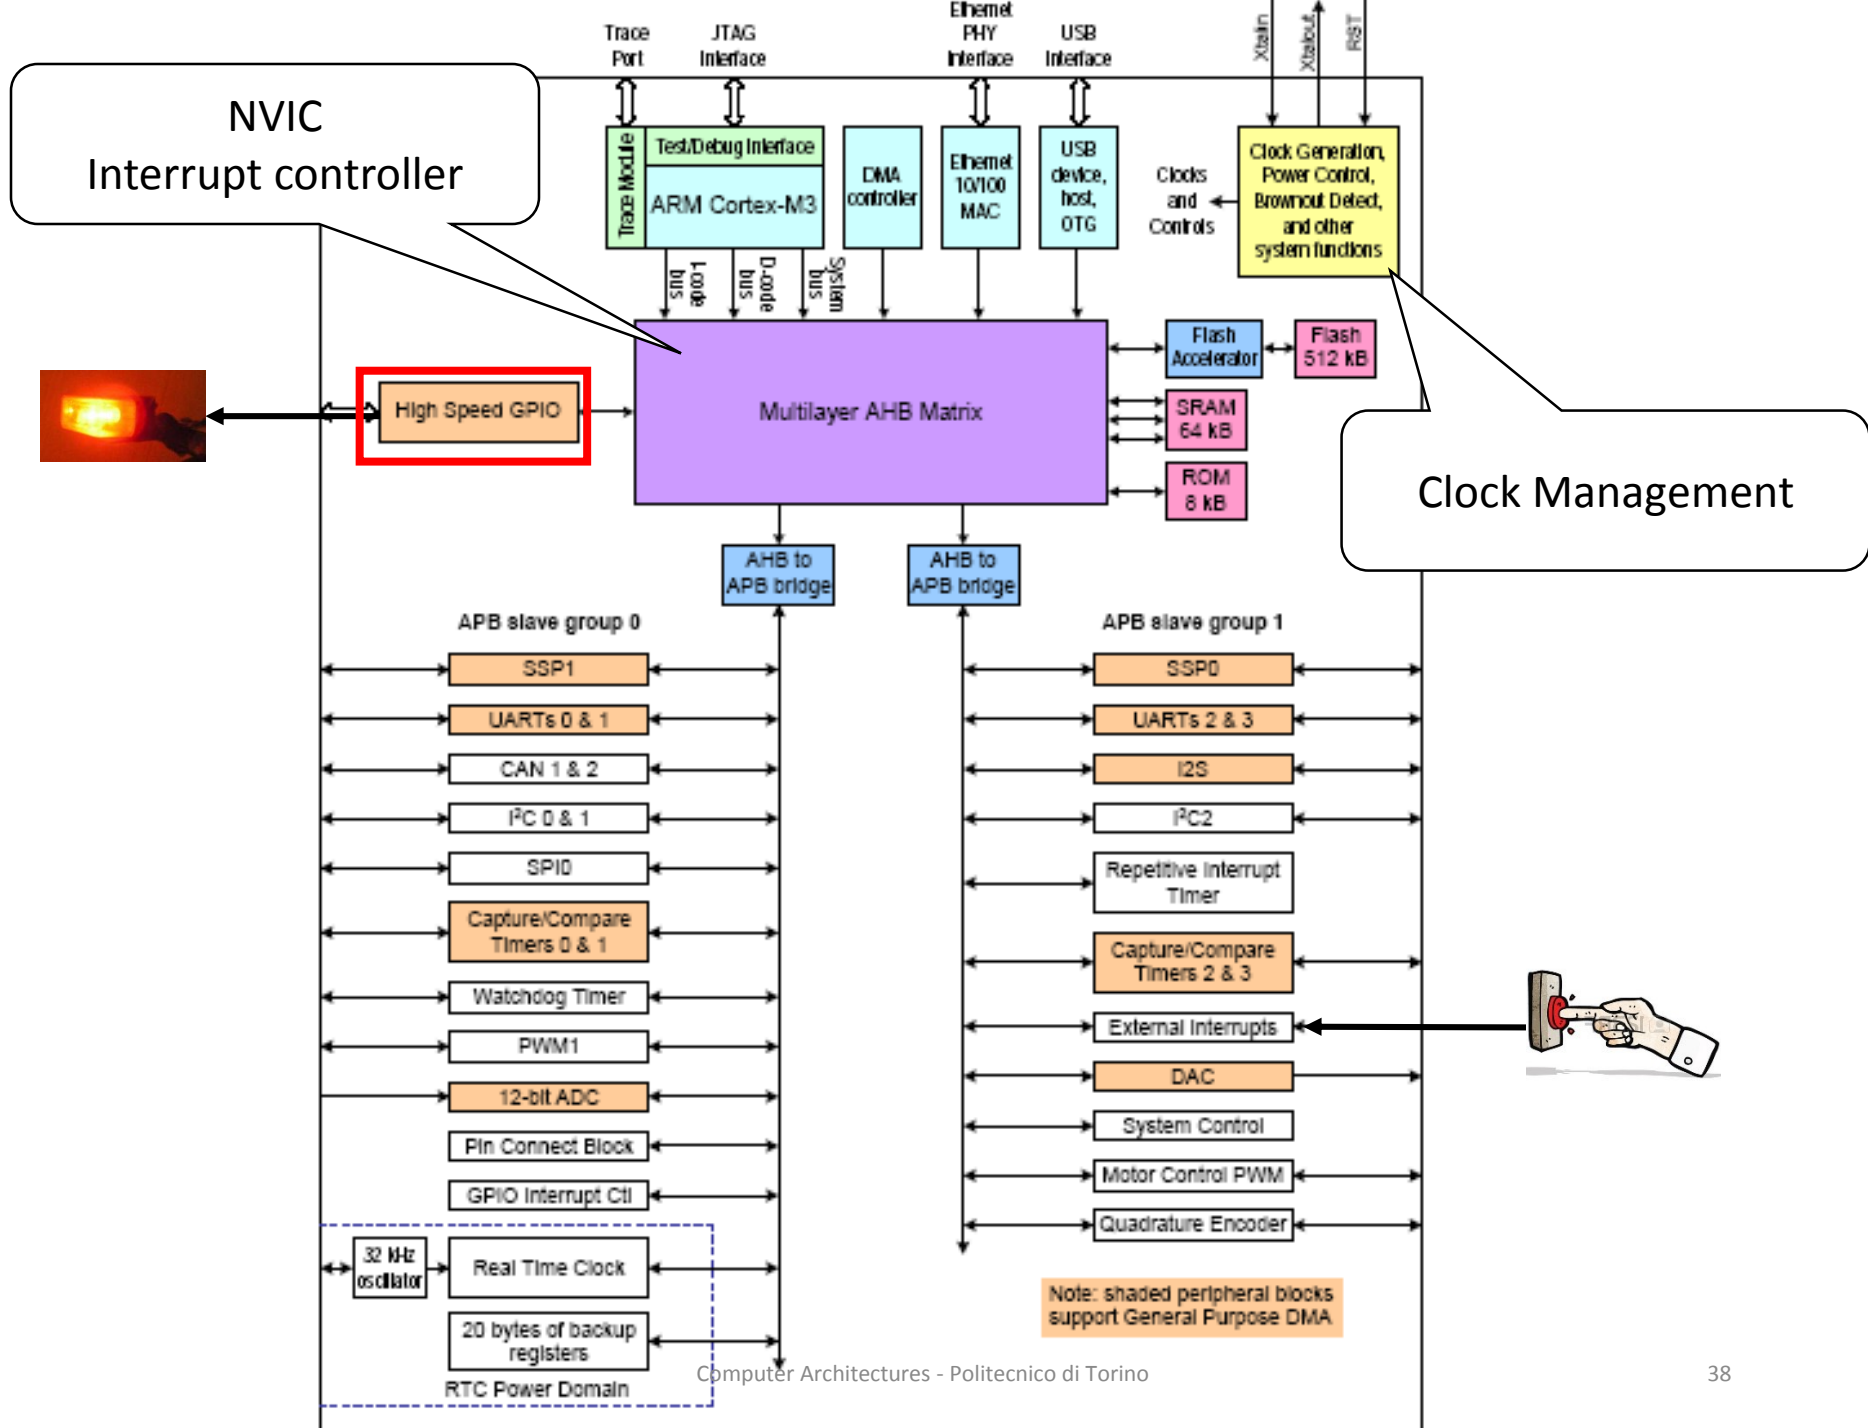 Ethernet
PHY
Interface
Trace
Port
JTAG
Interface
USB
Interface
Xtalin
Xtalout
RST
NVIC
Interrupt controller
Trace Module
Test/Debug Interface
ARM Cortex-M3
DMA
controller
Ethernet
10/100
MAC
USB
device,
host,
OTG
Clocks
and
Controls
Clock Generation,
Power Control,
Brownout Detect,
and other
system functions
I-code
bus
D-code
bus
System
bus
Flash
Accelerator
Flash
512 kB
High Speed GPIO
Multilayer AHB Matrix
SRAM
64 kB
ROM
8 kB
Clock Management
AHB to
APB bridge
AHB to
APB bridge
APB slave group 0
APB slave group 1
SSP1
SSP0
UARTs 0 & 1
UARTs 2 & 3
CAN 1 & 2
I2S
I²C 0 & 1
I²C2
SPI0
Repetitive Interrupt
Timer
Capture/Compare
Timers 0 & 1
Capture/Compare
Timers 2 & 3
Watchdog Timer
External Interrupts
PWM1
DAC
12-bit ADC
System Control
Pin Connect Block
Motor Control PWM
GPIO Interrupt Ctl
Quadrature Encoder
32 kHz
oscillator
Real Time Clock
20 bytes of backup
registers
RTC Power Domain
Note: shaded peripheral blocks
support General Purpose DMA
Computer Architectures - Politecnico di Torino
38